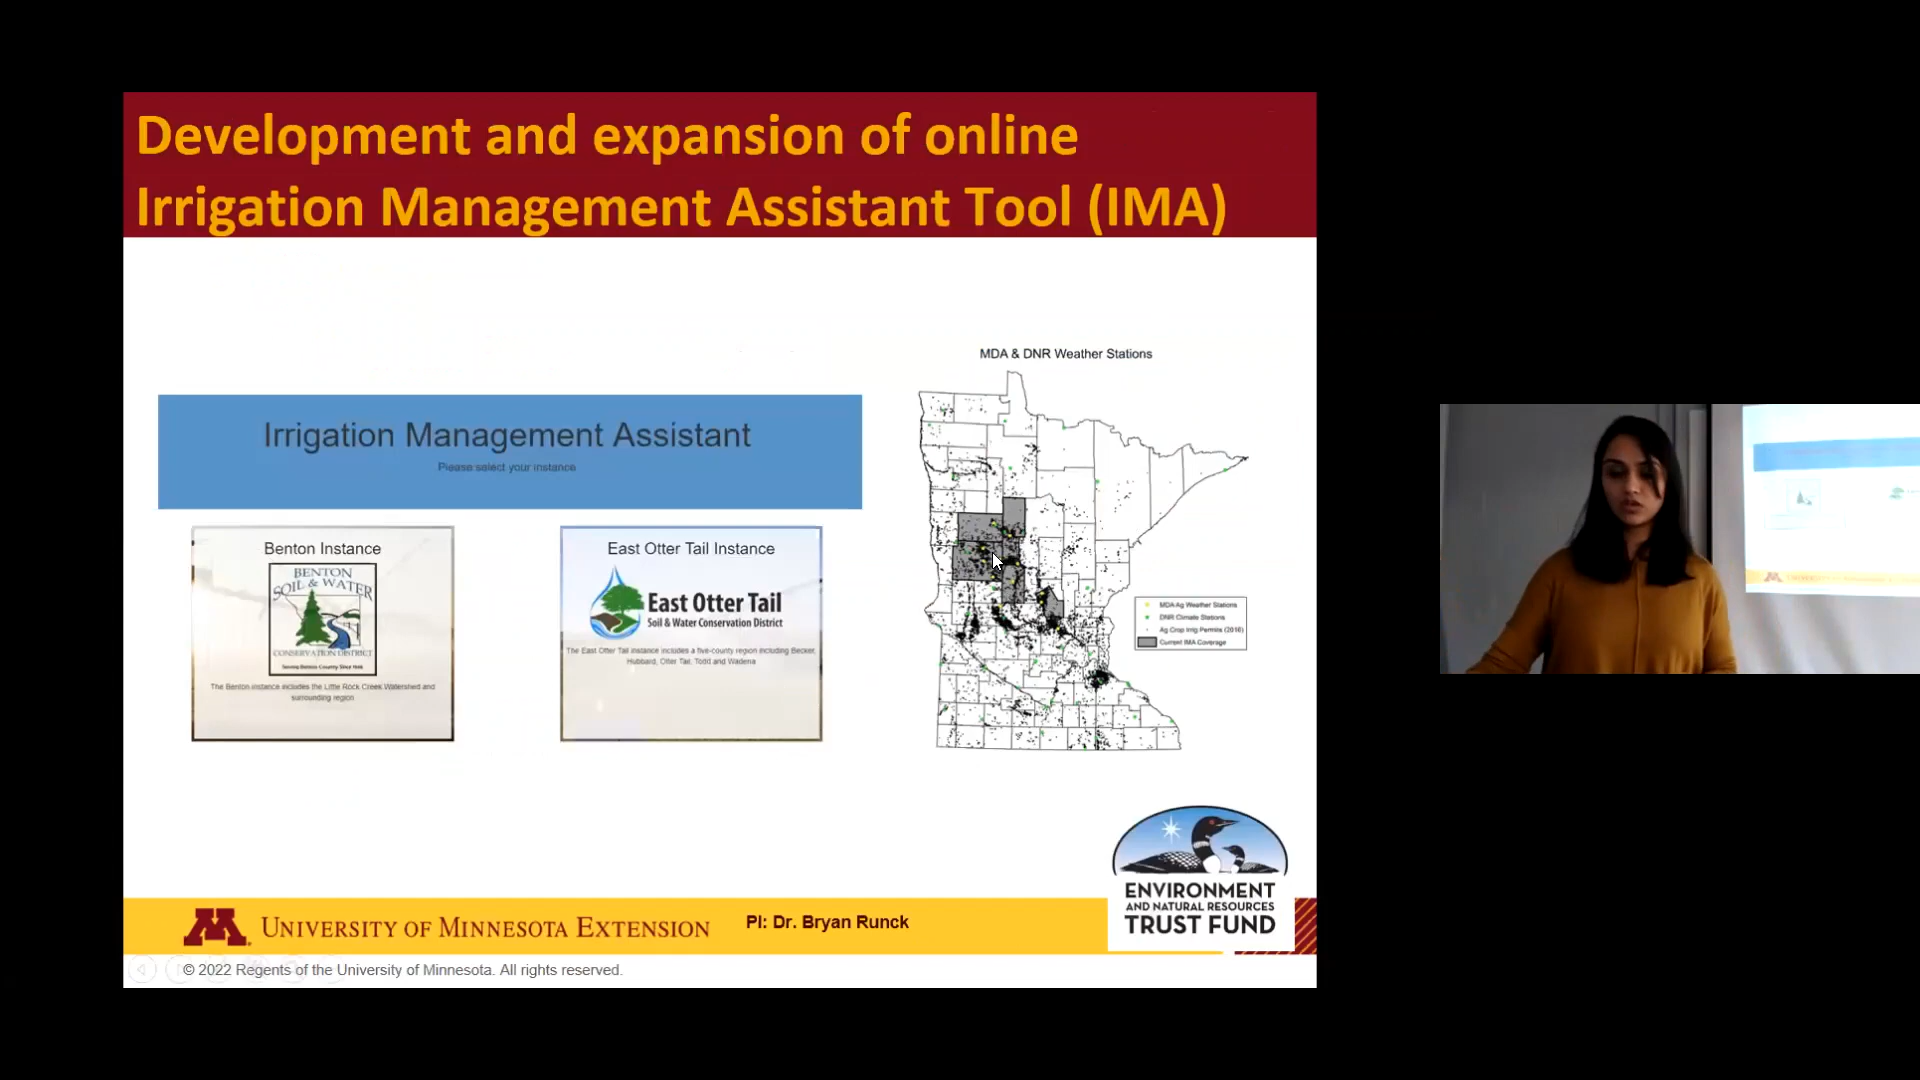 Development and expansion of online
Irrigation Management Assistant Tool (IMA)
MDA & DNR Weather Stations
Irrigation Management Assistant
Please select your instance
Benton Instance
BENTON
SOIL & WATER
CONSERVATION DISTRICT
Serving Benton County Since 1946
The Benton instance includes the Little Rock Creek Watershed and
surrounding region
East Otter Tail Instance
East Otter Tail
Soil & Water Conservation District
The East Otter Tail instance includes a five-county region including Becker,
Hubbard, Otter Tail, Todd and Wadena
MDA Ag Weather Stations
DNR Climate Stations
Ag Crop Irrig Permits (2016)
Current IMA Coverage
ENVIRONMENT
AND NATURAL RESOURCES
TRUST FUND
UNIVERSITY OF MINNESOTA EXTENSION
PI: Dr. Bryan Runck
© 2022 Regents of the University of Minnesota. All rights reserved.